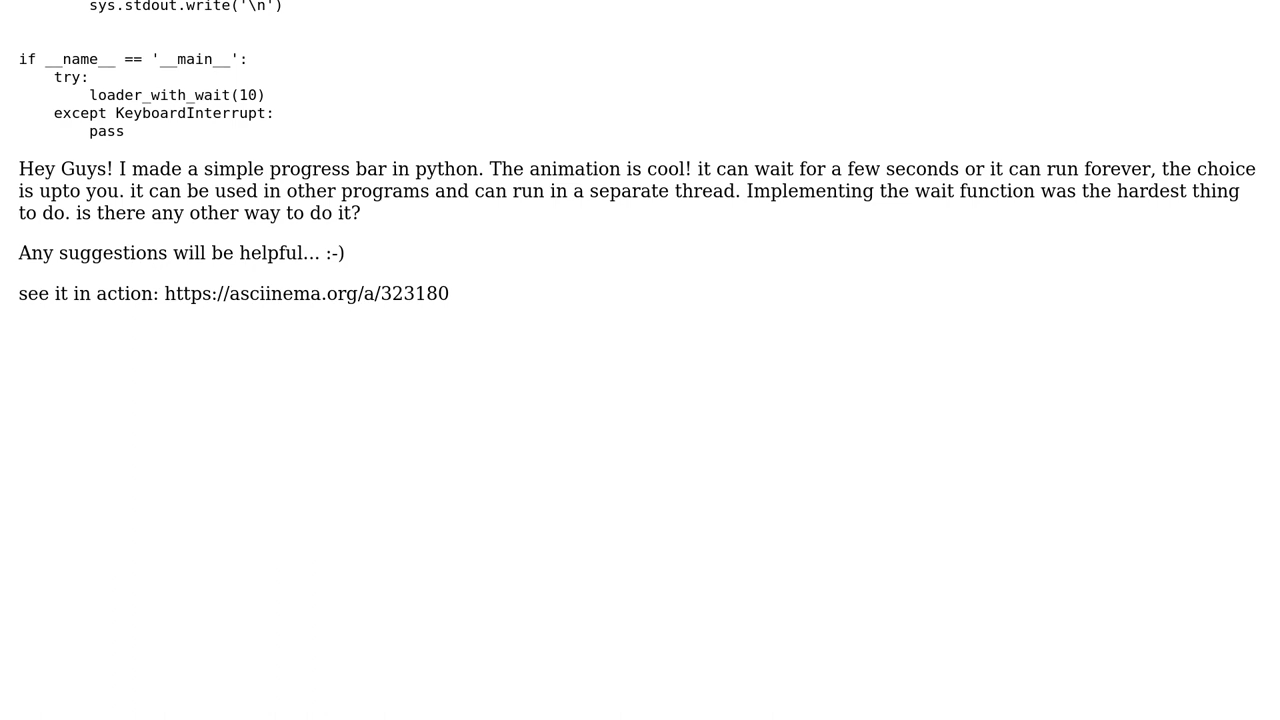 sys.stdout.write('\n')
if __name__ == '__main__':
try:
loader_with_wait(10)
except KeyboardInterrupt:
pass
Hey Guys! I made a simple progress bar in python. The animation is cool! it can wait for a few seconds or it can run forever, the choice
is upto you. it can be used in other programs and can run in a separate thread. Implementing the wait function was the hardest thing
to do. is there any other way to do it?
Any suggestions will be helpful... :-)
see it in action: https://asciinema.org/a/323180